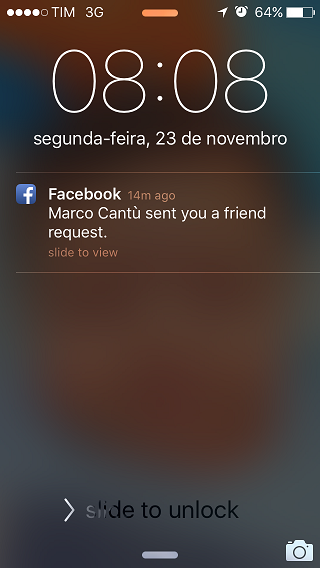 TIM 3G 64%
08:08
segunda-feira, 23 de novembro
Facebook 14m ago
Marco Cantù sent you a friend
request.
slide to view
slide to unlock